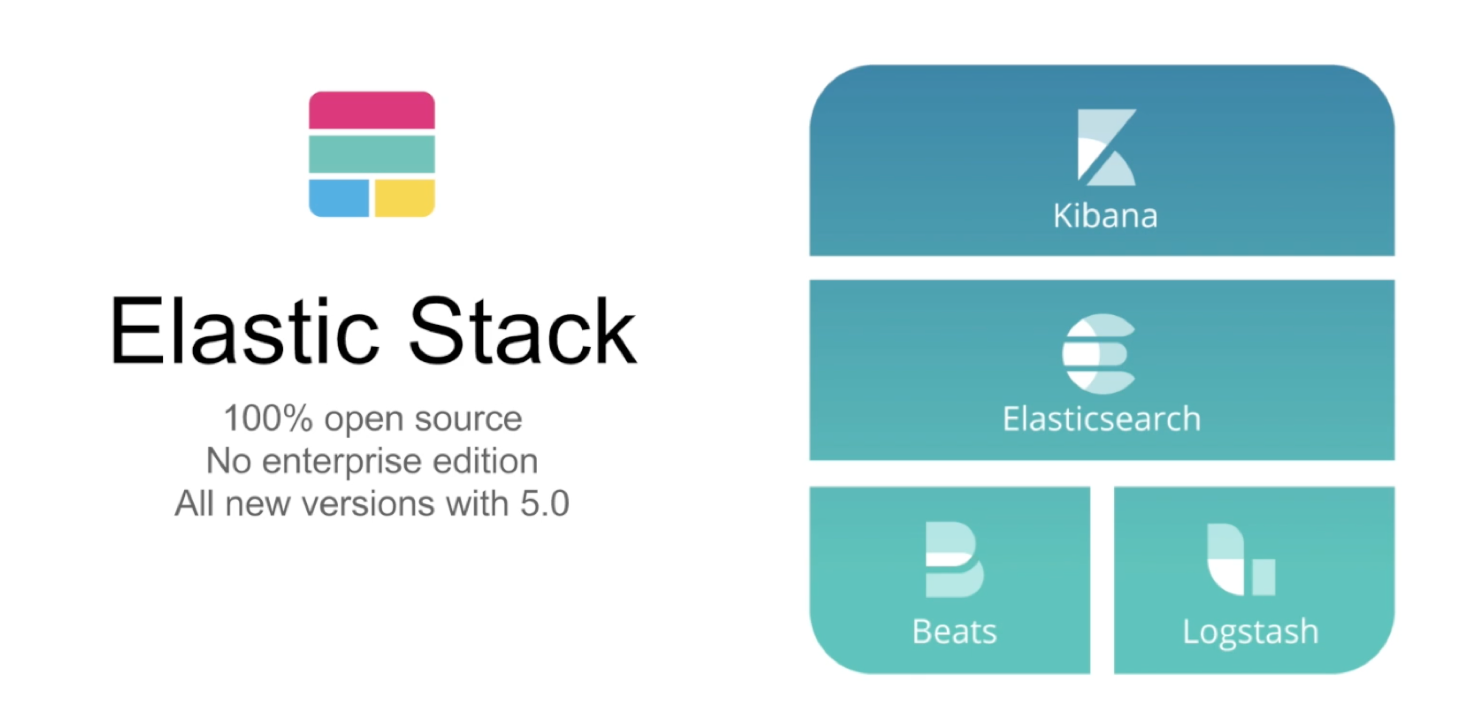 Elastic Stack
100% open source
No enterprise edition
All new versions with 5.0
Kibana
Elasticsearch
Beats
Logstash